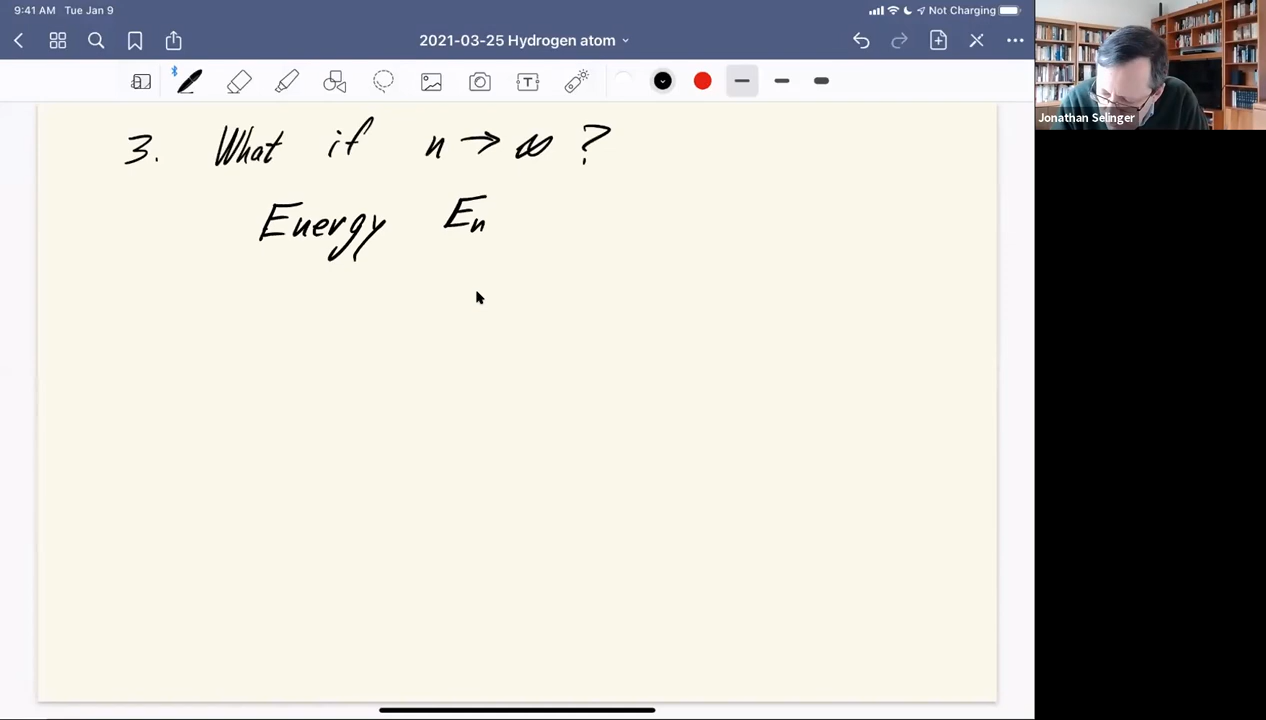 9:41 AM Tue Jan 9
Not Charging
2021-03-25 Hydrogen atom
T
Jonathan Selinger
3. What if n → ∞ ?
Energy Eₙ